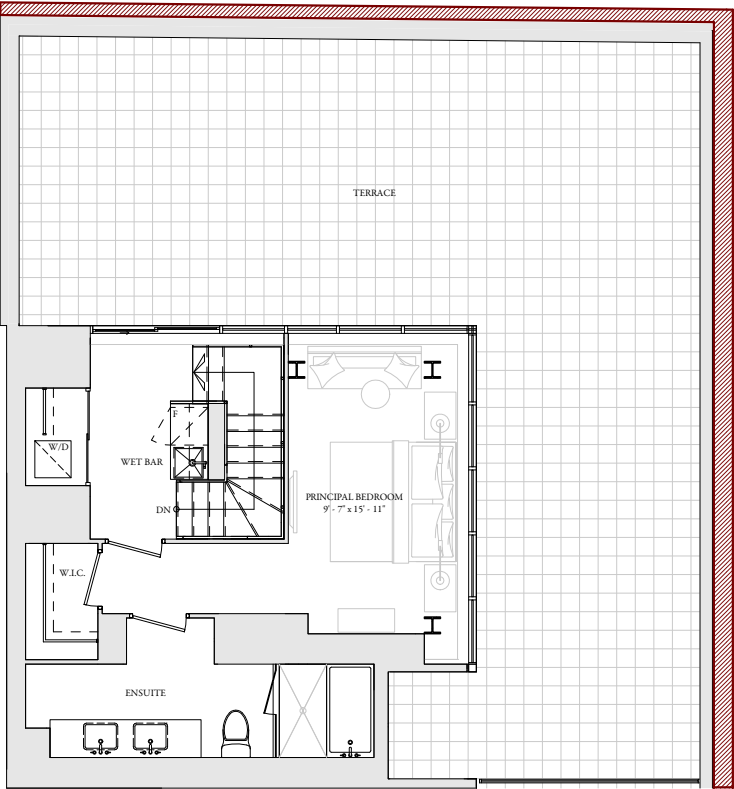 TERRACE
F
W/D
WET BAR
PRINCIPAL BEDROOM
9' - 7" x 15' - 11"
DN
W.I.C.
ENSUITE